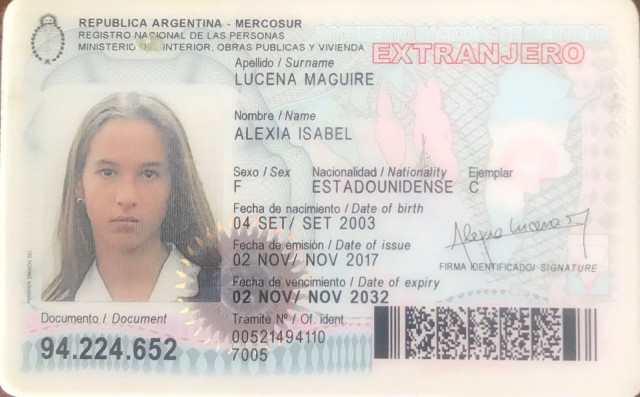 REPUBLICA ARGENTINA - MERCOSUR
REGISTRO NACIONAL DE LAS PERSONAS
MINISTERIO DEL INTERIOR, OBRAS PUBLICAS Y VIVIENDA
EXTRANJERO
Apellido / Surname
LUCENA MAGUIRE
Nombre / Name
ALEXIA ISABEL
Sexo / Sex Nacionalidad / Nationality Ejemplar
F ESTADOUNIDENSE C
Fecha de nacimiento / Date of birth
04 SET/ SET 2003
Fecha de emisión / Date of issue
02 NOV/ NOV 2017
FIRMA IDENTIFICADO/ SIGNATURE
Fecha de vencimiento / Date of expiry
02 NOV/ NOV 2032
Documento / Document
94.224.652
Trámite Nº / Of. ident.
00521494110
7005